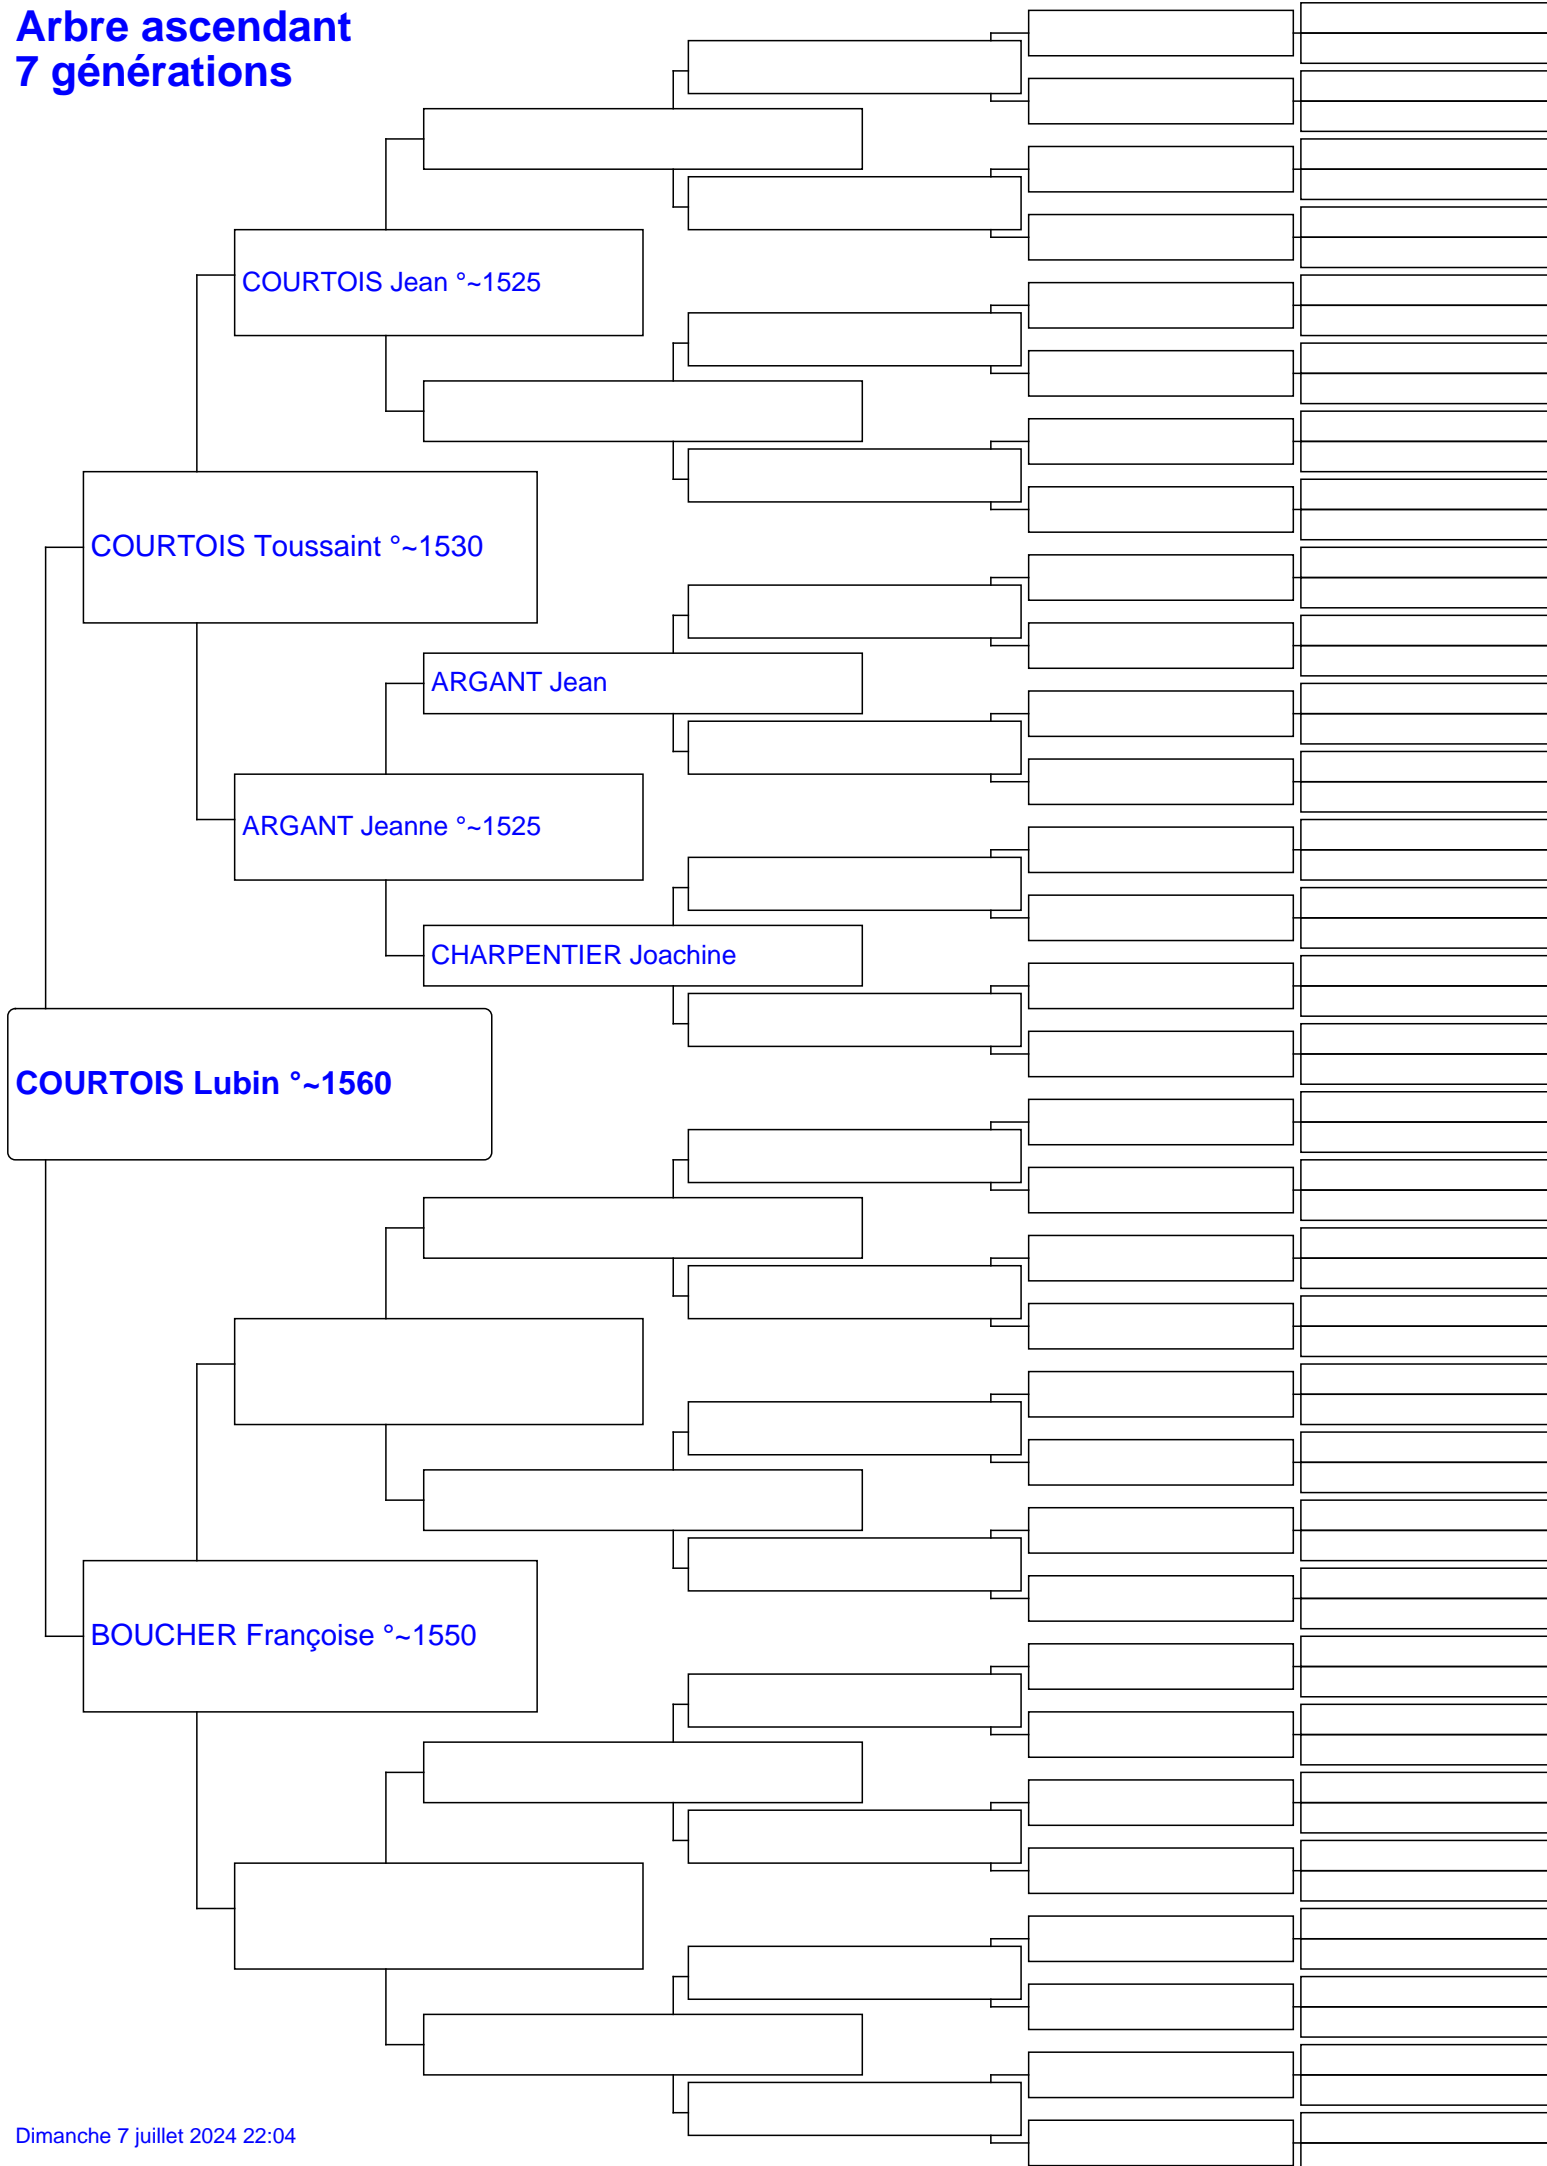 Arbre ascendant
7 générations
COURTOIS Jean °~1525
COURTOIS Toussaint °~1530
ARGANT Jean
ARGANT Jeanne °~1525
CHARPENTIER Joachine
COURTOIS Lubin °~1560
BOUCHER Françoise °~1550
Dimanche 7 juillet 2024 22:04